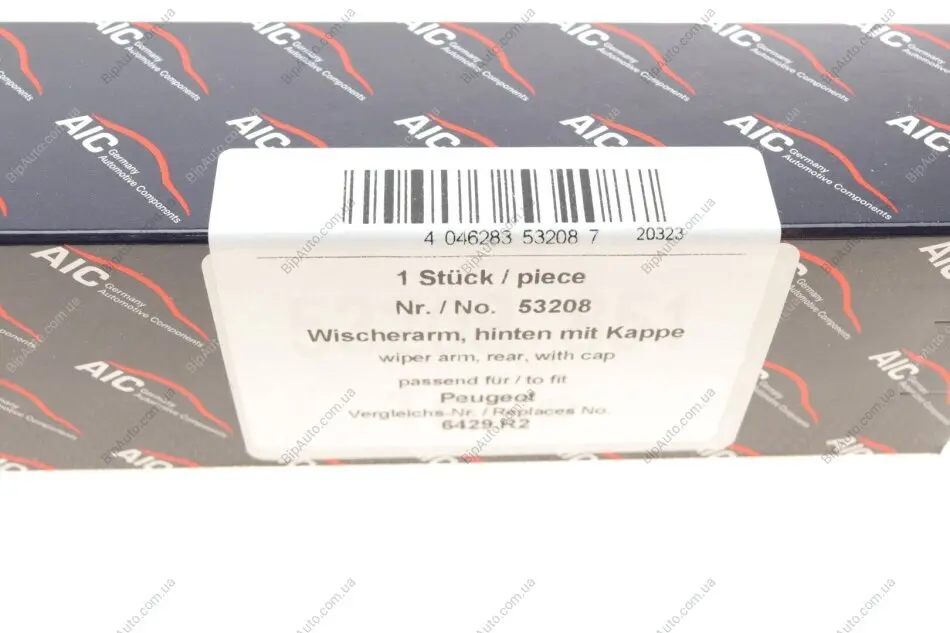 AIC Germany Automotive Components
4 046283 53208 7 20323
1 Stück / piece
Nr. / No. 53208
Wischerarm, hinten mit Kappe
wiper arm, rear, with cap
passend für / to fit
Peugeot
Vergleichs-Nr. / Replaces No.
6429.R2
BipAuto.com.ua